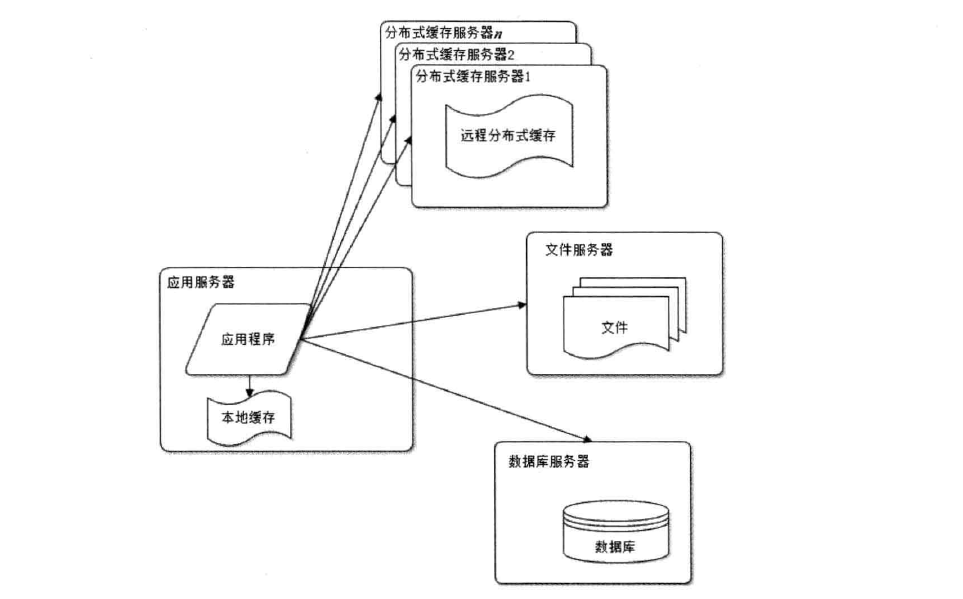 分布式缓存服务器n
分布式缓存服务器2
分布式缓存服务器1
远程分布式缓存
文件服务器
应用服务器
文件
应用程序
本地缓存
数据库服务器
数据库